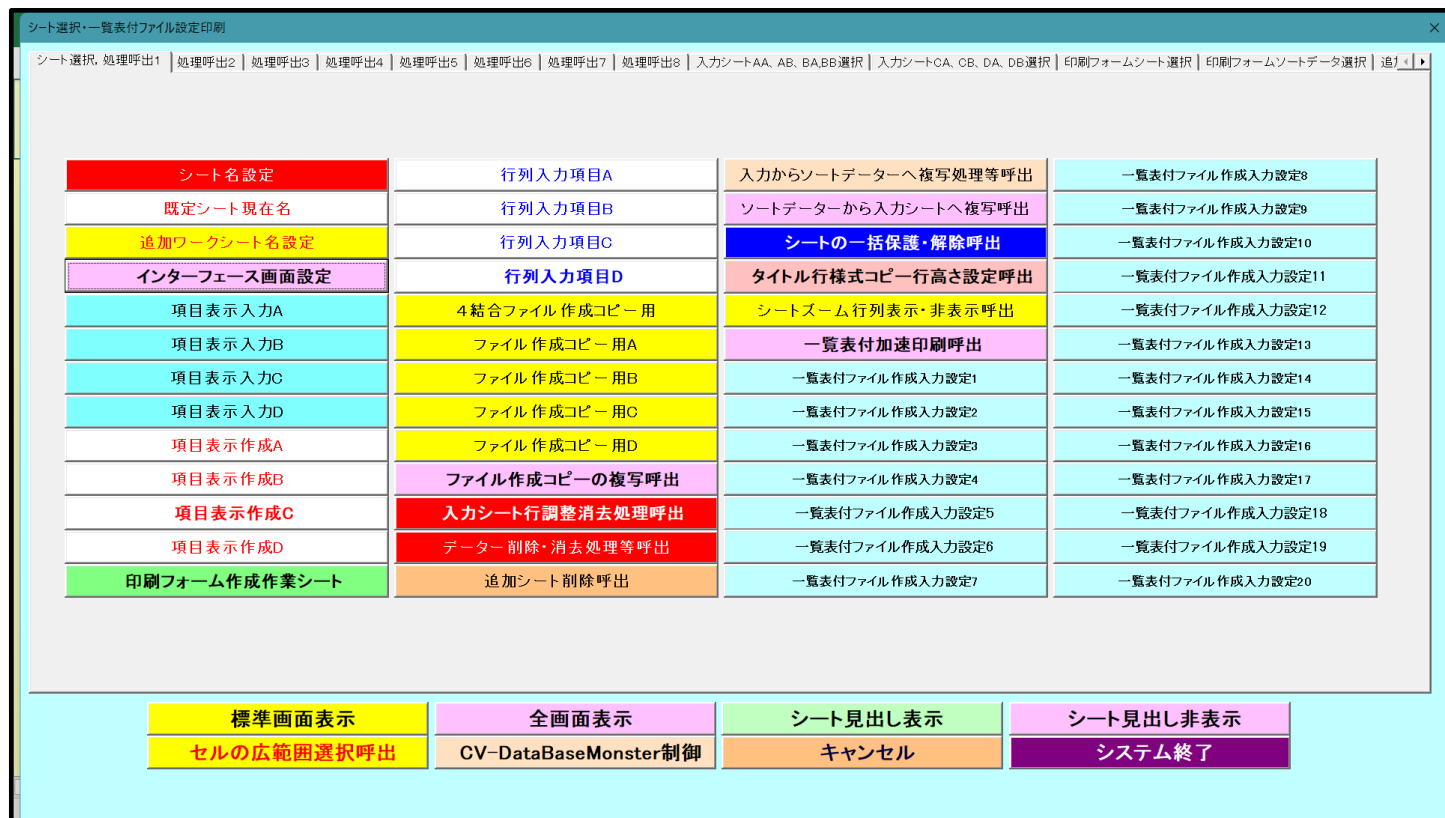 シート選択・一覧表付ファイル設定印刷
シート選択, 処理呼出1 処理呼出2 処理呼出3 処理呼出4 処理呼出5 処理呼出6 処理呼出7 処理呼出8 入力シートAA、AB、BA,BB選択 入力シートCA、CB、DA、DB選択 印刷フォームシート選択 印刷フォームソートデータ選択
シート名設定 行列入力項目A 入力からソートデーターへ複写処理等呼出 一覧表付ファイル作成入力設定8
既定シート現在名 行列入力項目B ソートデーターから入力シートへ複写呼出 一覧表付ファイル作成入力設定9
追加ワークシート名設定 行列入力項目C シートの一括保護・解除呼出 一覧表付ファイル作成入力設定10
インターフェース画面設定 行列入力項目D タイトル行様式コピー行高さ設定呼出 一覧表付ファイル作成入力設定11
項目表示入力A 4結合ファイル作成コピー用 シートズーム行列表示・非表示呼出 一覧表付ファイル作成入力設定12
項目表示入力B ファイル作成コピー用A 一覧表付加速印刷呼出 一覧表付ファイル作成入力設定13
項目表示入力C ファイル作成コピー用B 一覧表付ファイル作成入力設定1 一覧表付ファイル作成入力設定14
項目表示入力D ファイル作成コピー用C 一覧表付ファイル作成入力設定2 一覧表付ファイル作成入力設定15
項目表示作成A ファイル作成コピー用D 一覧表付ファイル作成入力設定3 一覧表付ファイル作成入力設定16
項目表示作成B ファイル作成コピーの複写呼出 一覧表付ファイル作成入力設定4 一覧表付ファイル作成入力設定17
項目表示作成C 入力シート行調整消去処理呼出 一覧表付ファイル作成入力設定5 一覧表付ファイル作成入力設定18
項目表示作成D データー削除・消去処理等呼出 一覧表付ファイル作成入力設定6 一覧表付ファイル作成入力設定19
印刷フォーム作成作業シート 追加シート削除呼出 一覧表付ファイル作成入力設定7 一覧表付ファイル作成入力設定20
標準画面表示 全画面表示 シート見出し表示 シート見出し非表示
セルの広範囲選択呼出 CV-DataBaseMonster制御 キャンセル システム終了